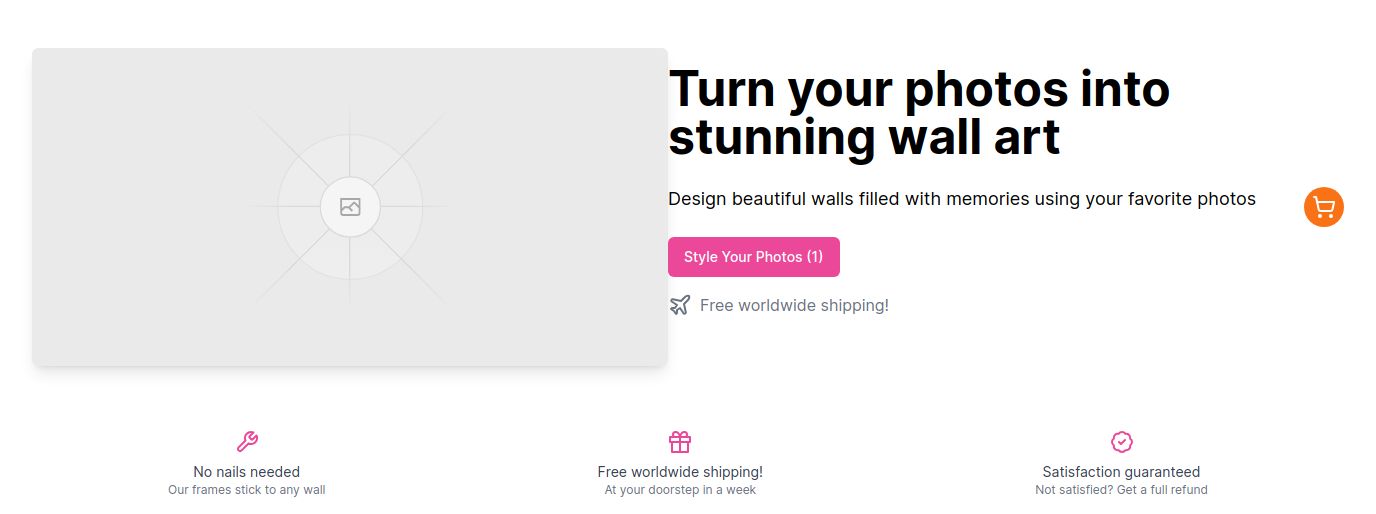 Turn your photos into
stunning wall art
Design beautiful walls filled with memories using your favorite photos
Style Your Photos (1)
Free worldwide shipping!
No nails needed
Our frames stick to any wall
Free worldwide shipping!
At your doorstep in a week
Satisfaction guaranteed
Not satisfied? Get a full refund